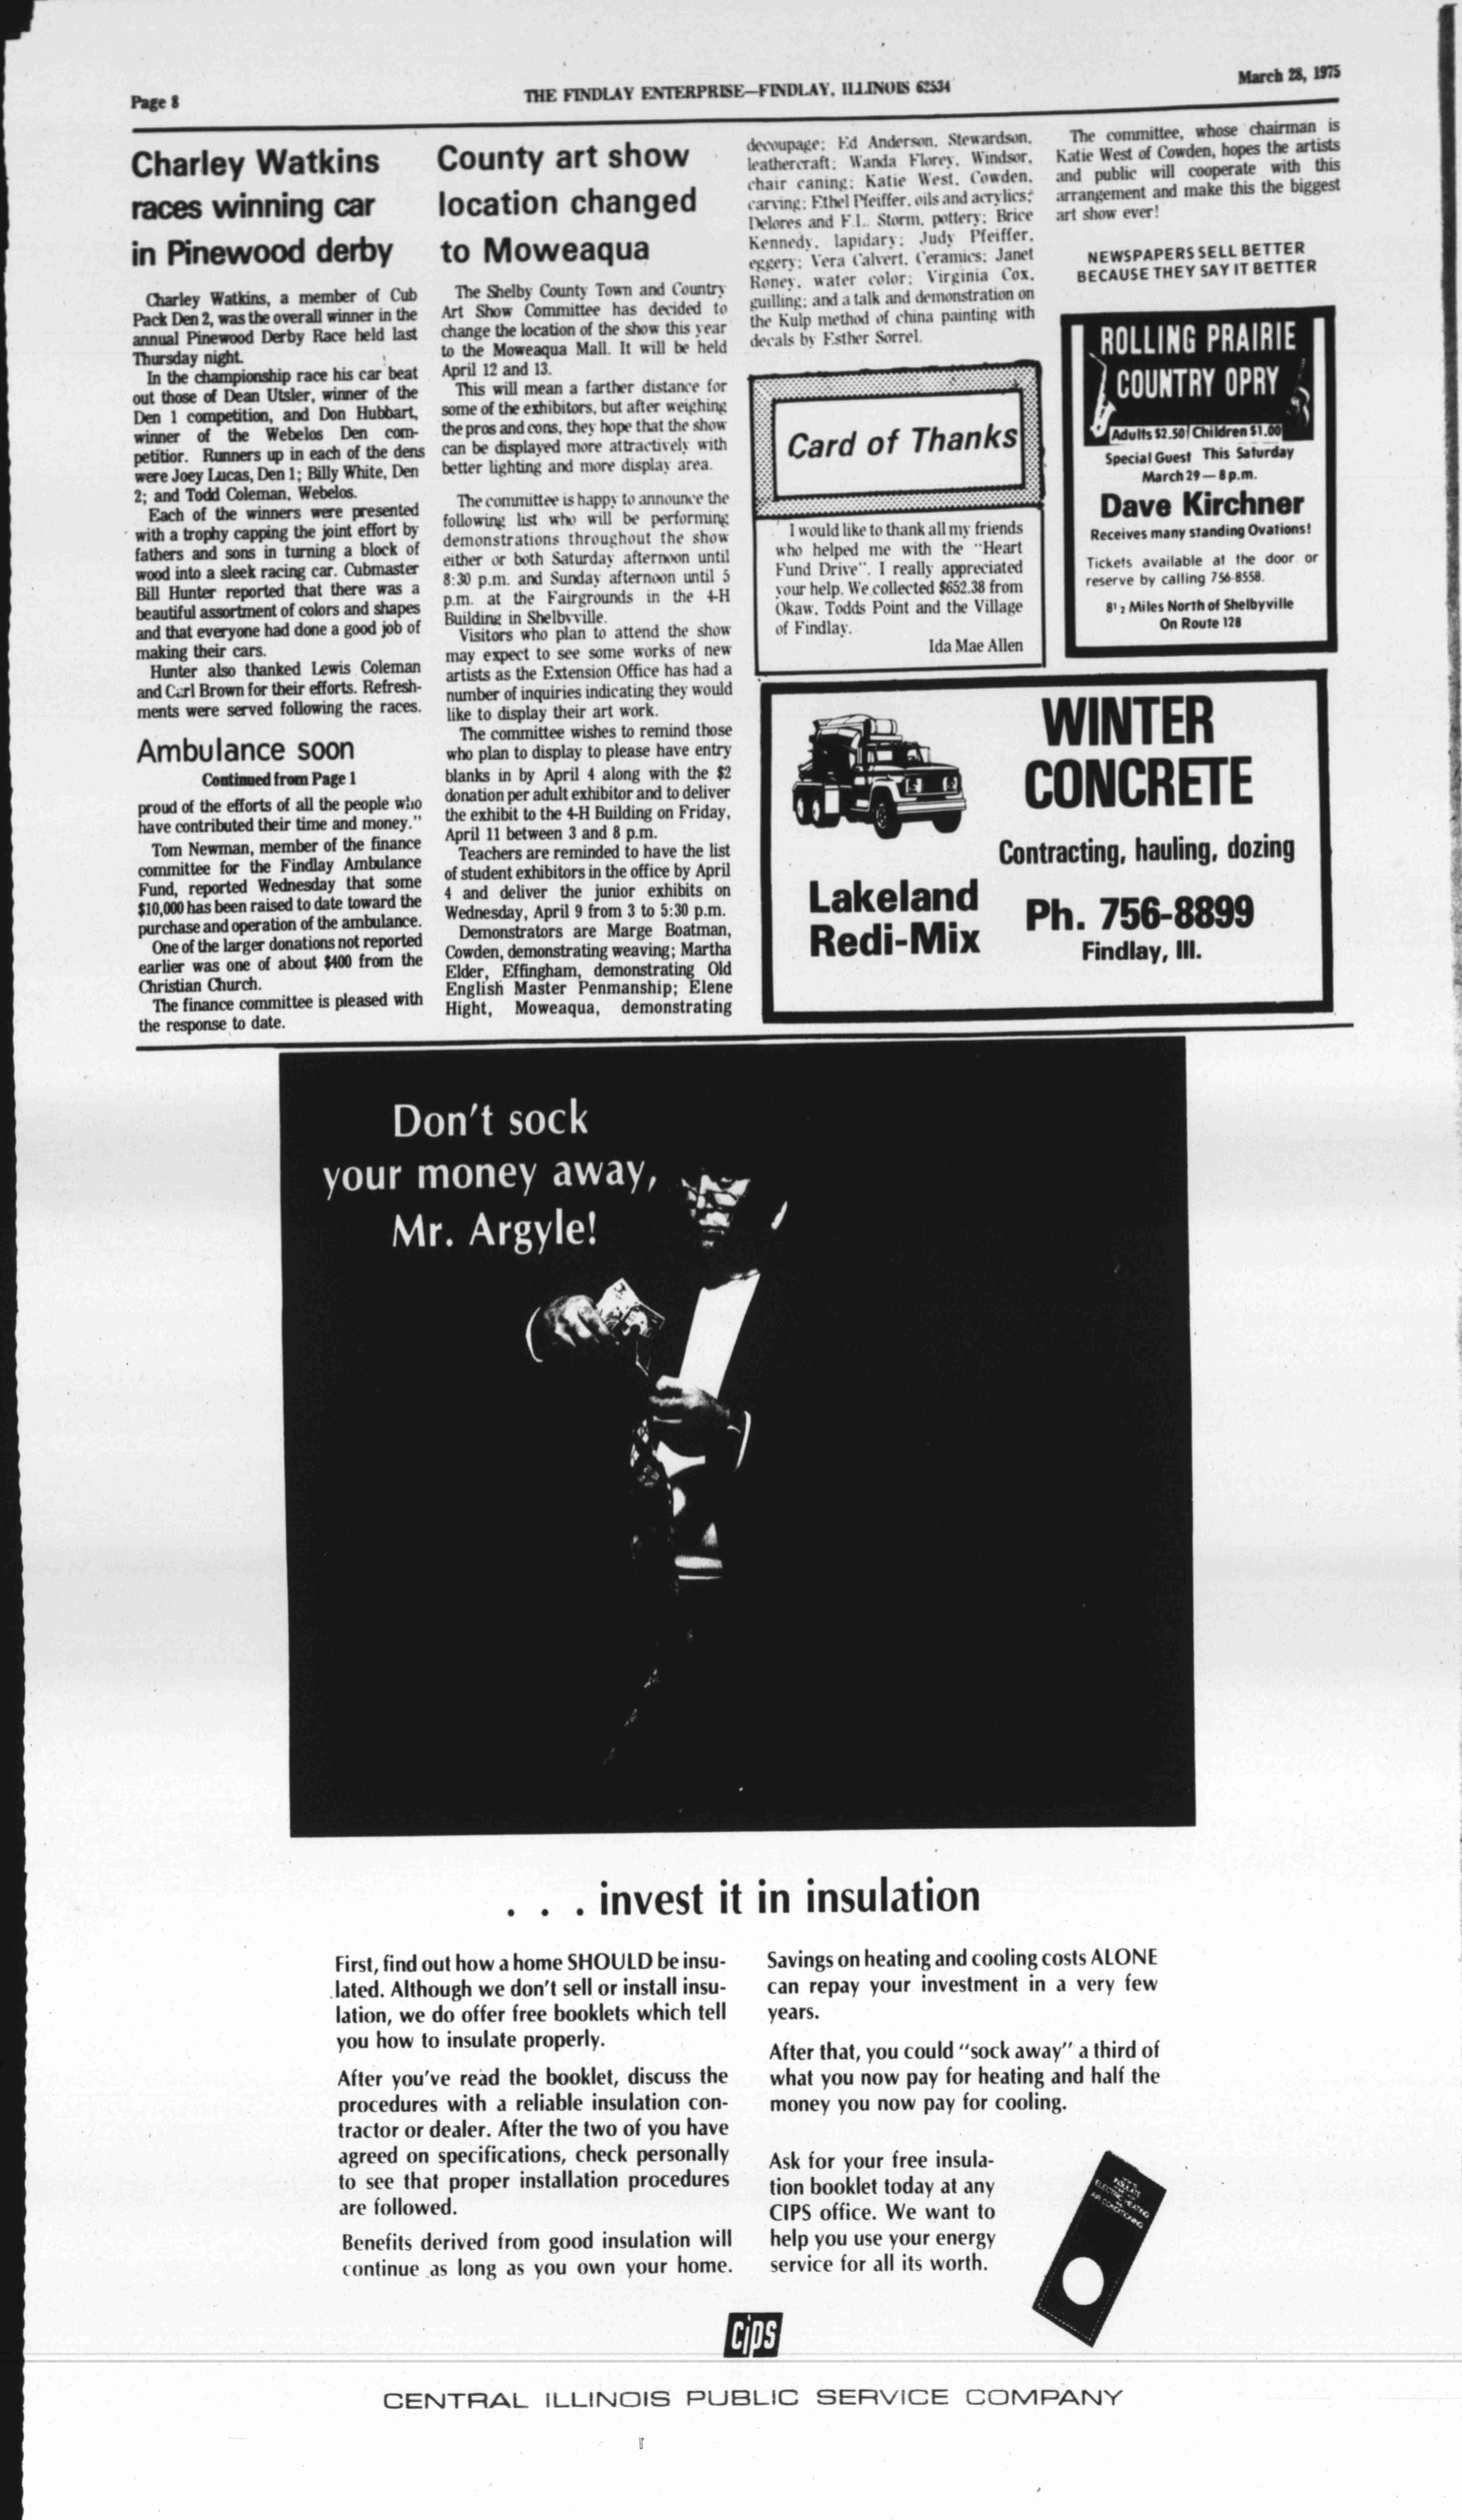 Page 8
THE FINDLAY ENTERPRISE—FINDLAY, ILLINOIS 62534
March 28, 1975
Charley Watkins
races winning car
in Pinewood derby
Charley Watkins, a member of Cub
Pack Den 2, was the overall winner in the
annual Pinewood Derby Race held last
Thursday night.
In the championship race his car beat
out those of Dean Utsler, winner of the
Den 1 competition, and Don Hubbart,
winner of the Webelos Den com-
petitior. Runners up in each of the dens
were Joey Lucas, Den 1; Billy White, Den
2; and Todd Coleman, Webelos.
Each of the winners were presented
with a trophy capping the joint effort by
fathers and sons in turning a block of
wood into a sleek racing car. Cubmaster
Bill Hunter reported that there was a
beautiful assortment of colors and shapes
and that everyone had done a good job of
making their cars.
Hunter also thanked Lewis Coleman
and Carl Brown for their efforts. Refresh-
ments were served following the races.
Ambulance soon
Continued from Page 1
proud of the efforts of all the people who
have contributed their time and money."
Tom Newman, member of the finance
committee for the Findlay Ambulance
Fund, reported Wednesday that some
$10,000 has been raised to date toward the
purchase and operation of the ambulance.
One of the larger donations not reported
earlier was one of about $400 from the
Christian Church.
The finance committee is pleased with
the response to date.
County art show
location changed
to Moweaqua
The Shelby County Town and Country
Art Show Committee has decided to
change the location of the show this year
to the Moweaqua Mall. It will be held
April 12 and 13.
This will mean a farther distance for
some of the exhibitors, but after weighing
the pros and cons, they hope that the show
can be displayed more attractively with
better lighting and more display area.
The committee is happy to announce the
following list who will be performing
demonstrations throughout the show
either or both Saturday afternoon until
8:30 p.m. and Sunday afternoon until 5
p.m. at the Fairgrounds in the 4-H
Building in Shelbyville.
Visitors who plan to attend the show
may expect to see some works of new
artists as the Extension Office has had a
number of inquiries indicating they would
like to display their art work.
The committee wishes to remind those
who plan to display to please have entry
blanks in by April 4 along with the $2
donation per adult exhibitor and to deliver
the exhibit to the 4-H Building on Friday,
April 11 between 3 and 8 p.m.
Teachers are reminded to have the list
of student exhibitors in the office by April
4 and deliver the junior exhibits on
Wednesday, April 9 from 3 to 5:30 p.m.
Demonstrators are Marge Boatman,
Cowden, demonstrating weaving; Martha
Elder, Effingham, demonstrating Old
English Master Penmanship; Elene
Hight, Moweaqua, demonstrating
decoupage; Ed Anderson, Stewardson,
leathercraft; Wanda Florey, Windsor,
chair caning; Katie West, Cowden,
carving; Ethel Pfeiffer, oils and acrylics;
Delores and F.L. Storm, pottery; Brice
Kennedy, lapidary; Judy Pfeiffer,
eggery; Vera Calvert, Ceramics; Janet
Roney, water color; Virginia Cox,
guilling; and a talk and demonstration on
the Kulp method of china painting with
decals by Esther Sorrel.
The committee, whose chairman is
Katie West of Cowden, hopes the artists
and public will cooperate with this
arrangement and make this the biggest
art show ever!
NEWSPAPERS SELL BETTER
BECAUSE THEY SAY IT BETTER
Card of Thanks
I would like to thank all my friends
who helped me with the "Heart
Fund Drive". I really appreciated
your help. We collected $652.38 from
Okaw, Todds Point and the Village
of Findlay.
Ida Mae Allen
ROLLING PRAIRIE
COUNTRY OPRY
Adults $2.50 Children $1.00
Special Guest This Saturday
March 29 — 8 p.m.
Dave Kirchner
Receives many standing Ovations!
Tickets available at the door or
reserve by calling 756-8558.
8½ Miles North of Shelbyville
On Route 128
WINTER
CONCRETE
Contracting, hauling, dozing
Lakeland
Redi-Mix
Ph. 756-8899
Findlay, Ill.
Don't sock
your money away,
Mr. Argyle!
. . . invest it in insulation
First, find out how a home SHOULD be insu-
lated. Although we don't sell or install insu-
lation, we do offer free booklets which tell
you how to insulate properly.
After you've read the booklet, discuss the
procedures with a reliable insulation con-
tractor or dealer. After the two of you have
agreed on specifications, check personally
to see that proper installation procedures
are followed.
Benefits derived from good insulation will
continue as long as you own your home.
Savings on heating and cooling costs ALONE
can repay your investment in a very few
years.
After that, you could "sock away" a third of
what you now pay for heating and half the
money you now pay for cooling.
Ask for your free insula-
tion booklet today at any
CIPS office. We want to
help you use your energy
service for all its worth.
INSULATE
ELECTRIC HEATING
AIR CONDITIONING
cips
CENTRAL ILLINOIS PUBLIC SERVICE COMPANY